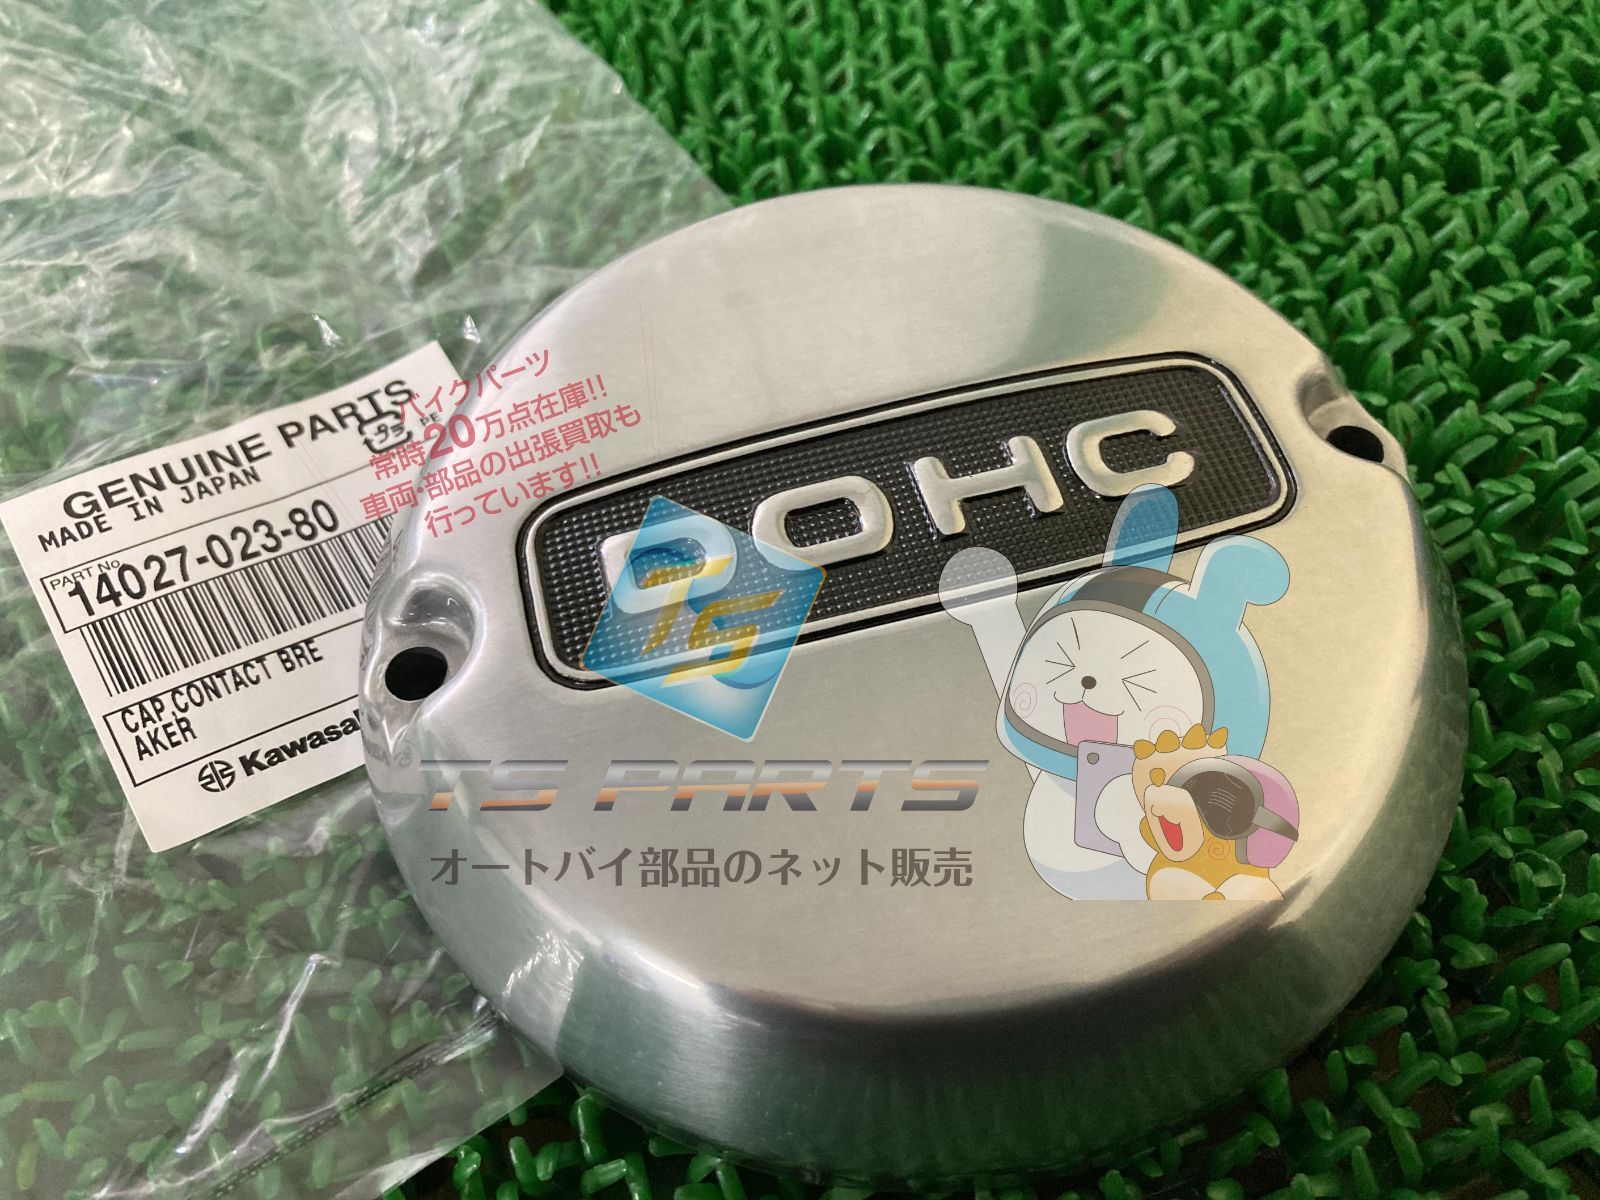 GENUINE PARTS
MADE IN JAPAN
プラ
PE
PART No.
14027-023-80
CAP,CONTACT BRE
AKER
Kawasaki
バイクパーツ
常時20万点在庫!!
車両・部品の出張買取も
行っています!!
DOHC
TS
TS PARTS
オートバイ部品のネット販売